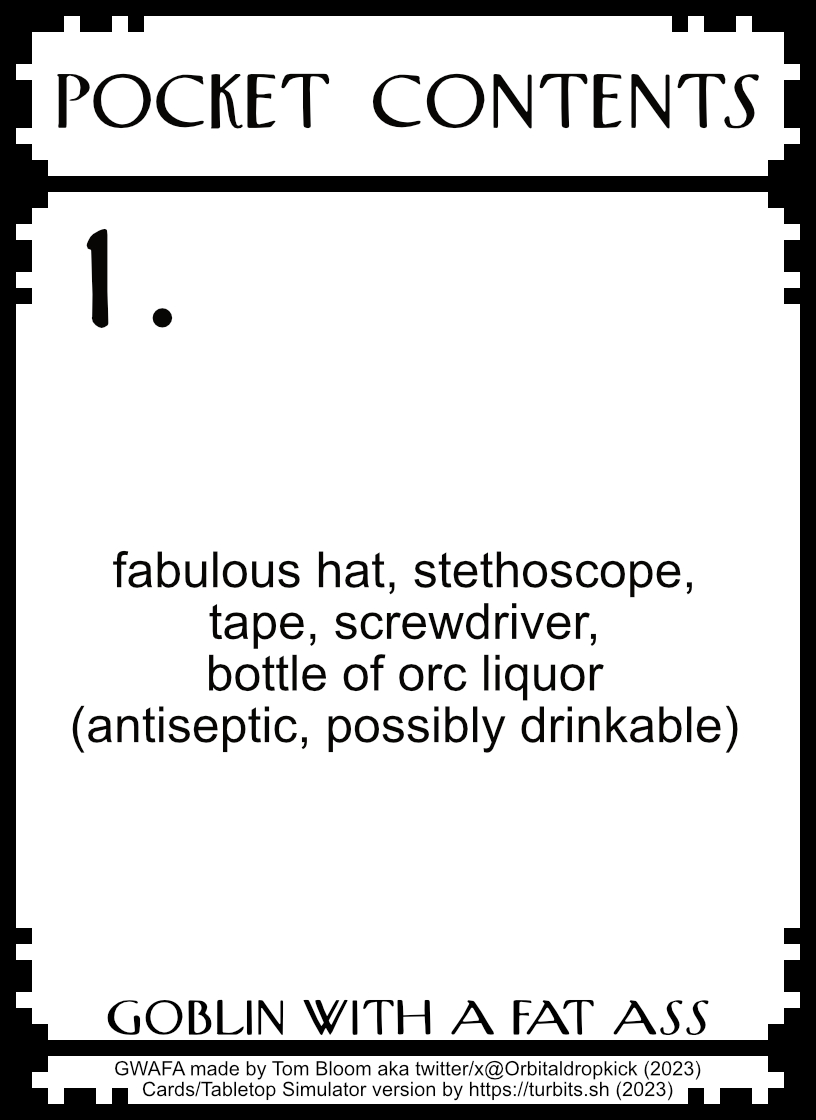 POCKET CONTENTS
1.
fabulous hat, stethoscope,
tape, screwdriver,
bottle of orc liquor
(antiseptic, possibly drinkable)
GOBLIN WITH A FAT ASS
GWAFA made by Tom Bloom aka twitter/x@Orbitaldropkick (2023)
Cards/Tabletop Simulator version by https://turbits.sh (2023)